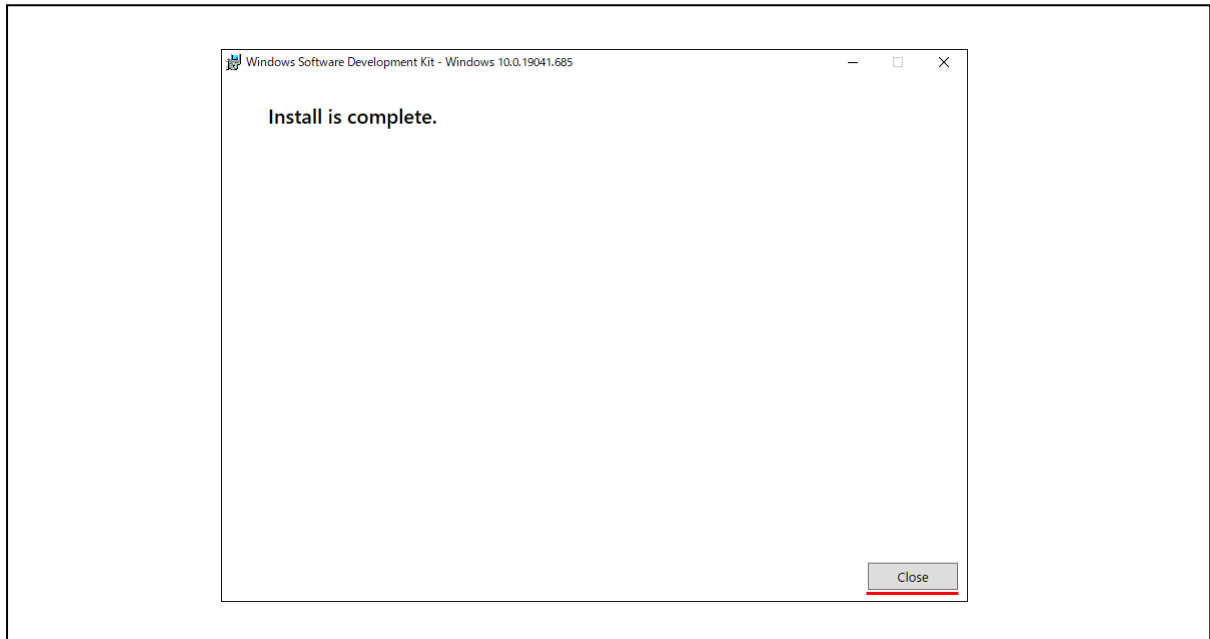 Windows Software Development Kit - Windows 10.0.19041.685
Install is complete.
Close